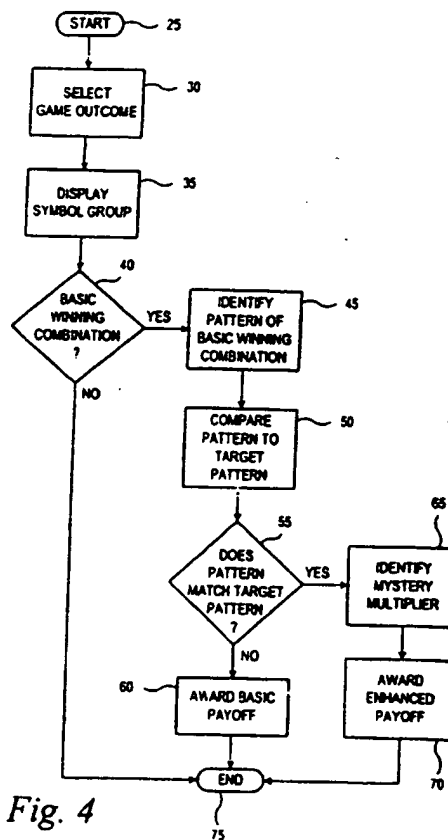 START
25
SELECT
GAME OUTCOME
30
DISPLAY
SYMBOL GROUP
35
BASIC
WINNING
COMBINATION
?
40
YES
NO
IDENTIFY
PATTERN OF
BASIC WINNING
COMBINATION
45
COMPARE
PATTERN TO
TARGET
PATTERN
50
DOES
PATTERN
MATCH TARGET
PATTERN
?
55
YES
NO
IDENTIFY
MYSTERY
MULTIPLIER
65
60
AWARD BASIC
PAYOFF
AWARD
ENHANCED
PAYOFF
70
END
75
Fig. 4